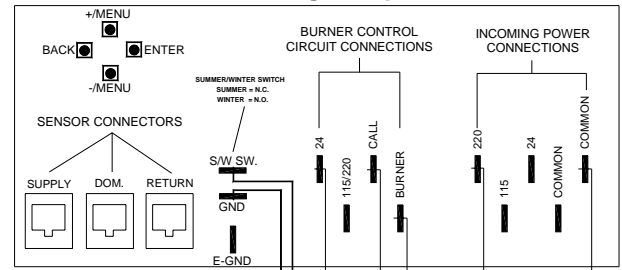 +/MENU
BACK
ENTER
-/MENU
SENSOR CONNECTORS
SUPPLY
DOM.
RETURN
SUMMER/WINTER SWITCH
SUMMER = N.C.
WINTER = N.O.
S/W SW.
GND
E-GND
BURNER CONTROL
CIRCUIT CONNECTIONS
24
115/220
CALL
BURNER
INCOMING POWER
CONNECTIONS
220
115
24
COMMON
COMMON